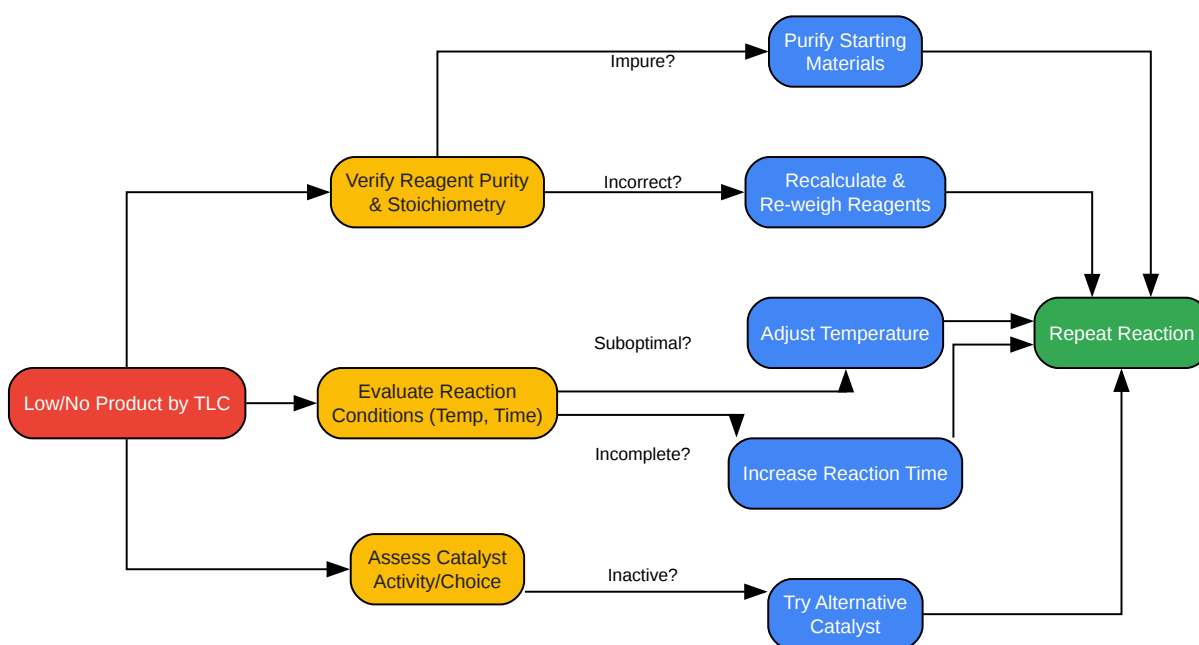 Purify Starting
Materials
Impure?
Verify Reagent Purity
& Stoichiometry
Incorrect?
Recalculate &
Re-weigh Reagents
Suboptimal?
Adjust Temperature
Repeat Reaction
Low/No Product by TLC
Evaluate Reaction
Conditions (Temp, Time)
Incomplete?
Increase Reaction Time
Assess Catalyst
Activity/Choice
Inactive?
Try Alternative
Catalyst